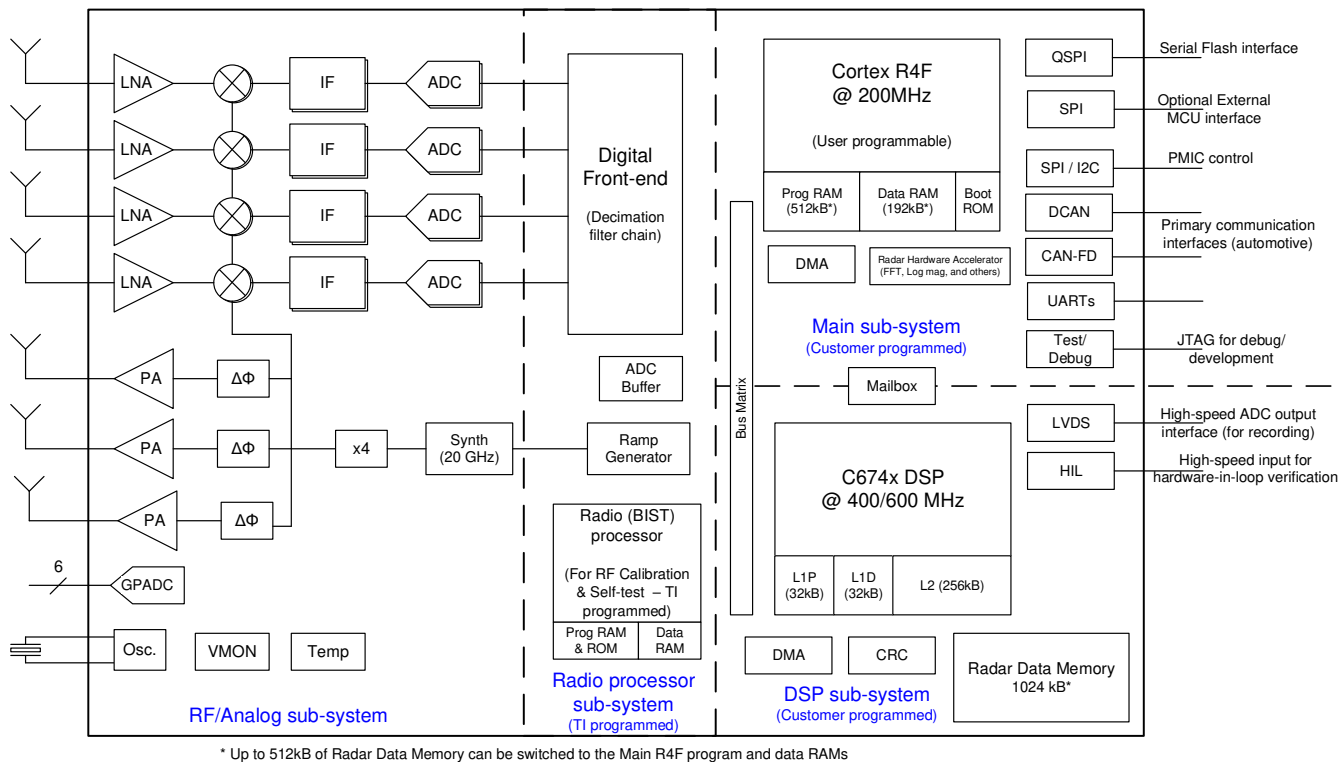 LNA
IF
ADC
LNA
IF
ADC
LNA
IF
ADC
LNA
IF
ADC
Digital
Front-end
(Decimation
filter chain)
PA
ΔΦ
PA
ΔΦ
PA
ΔΦ
x4
Synth
(20 GHz)
ADC
Buffer
Ramp
Generator
6
GPADC
Osc.
VMON
Temp
RF/Analog sub-system
Radio (BIST)
processor
(For RF Calibration
& Self-test – TI
programmed)
Prog RAM
& ROM
Data
RAM
Radio processor
sub-system
(TI programmed)
Bus Matrix
Cortex R4F
@ 200MHz
(User programmable)
Prog RAM
(512kB*)
Data RAM
(192kB*)
Boot
ROM
DMA
Radar Hardware Accelerator
(FFT, Log mag, and others)
Main sub-system
(Customer programmed)
Mailbox
QSPI
Serial Flash interface
SPI
Optional External
MCU interface
SPI / I2C
PMIC control
DCAN
Primary communication
interfaces (automotive)
CAN-FD
UARTs
Test/
Debug
JTAG for debug/
development
LVDS
High-speed ADC output
interface (for recording)
HIL
High-speed input for
hardware-in-loop verification
C674x DSP
@ 400/600 MHz
L1P
(32kB)
L1D
(32kB)
L2 (256kB)
DMA
CRC
Radar Data Memory
1024 kB*
DSP sub-system
(Customer programmed)
* Up to 512kB of Radar Data Memory can be switched to the Main R4F program and data RAMs